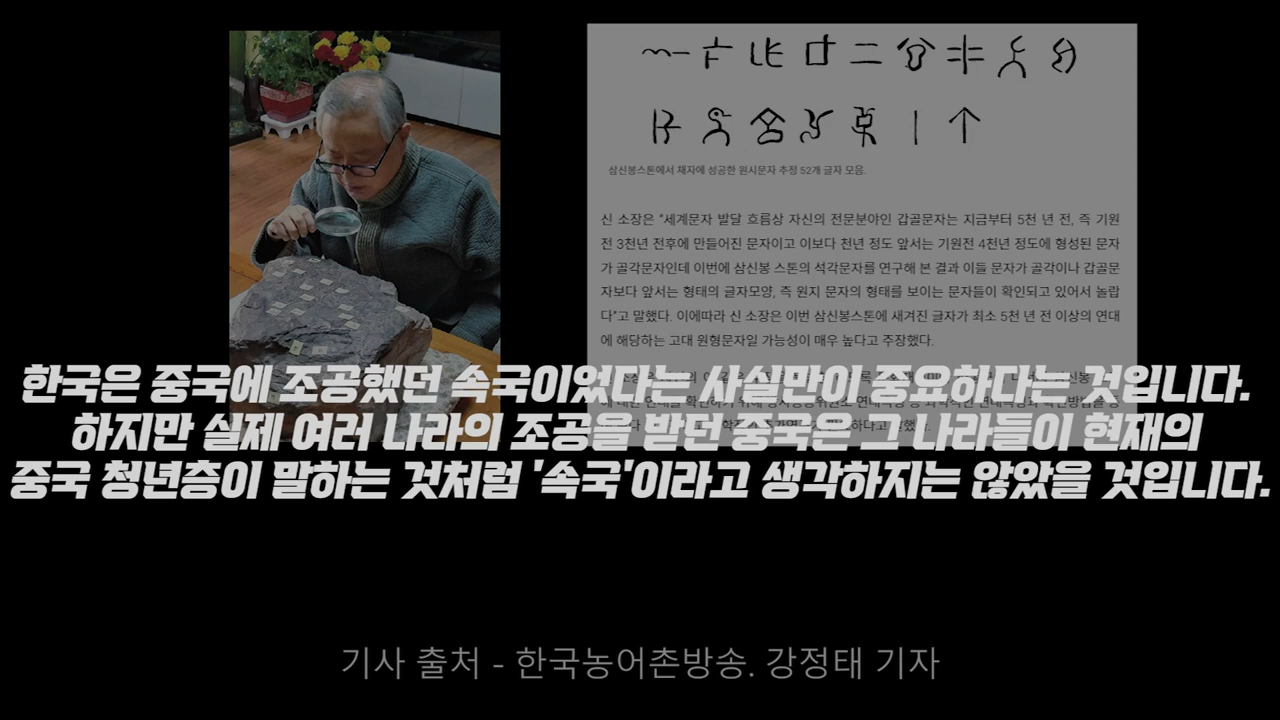 삼신봉스톤에서 채자에 성공한 원시문자 추정 52개 글자 모음.
신 소장은 “세계문자 발달 흐름상 자신의 전문분야인 갑골문자는 지금부터 5천 년 전, 즉 기원
전 3천년 전후에 만들어진 문자이고 이보다 천년 정도 앞서는 기원전 4천년 정도에 형성된 문자
가 골각문자인데 이번에 삼신봉 스톤의 석각문자를 연구해 본 결과 이들 문자가 골각이나 갑골문
자보다 앞서는 형태의 글자모양, 즉 원지 문자의 형태를 보이는 문자들이 확인되고 있어서 놀랍
다”고 말했다. 이에따라 신 소장은 이번 삼신봉스톤에 새겨진 글자가 최소 5천 년 전 이상의 연대
에 해당하는 고대 원형문자일 가능성이 매우 높다고 주장했다.
한국은 중국에 조공했던 속국이었다는 사실만이 중요하다는 것입니다.
하지만 실제 여러 나라의 조공을 받던 중국은 그 나라들이 현재의
중국 청년층이 말하는 것처럼 '속국'이라고 생각하지는 않았을 것입니다.
기사 출처 - 한국농어촌방송. 강정태 기자